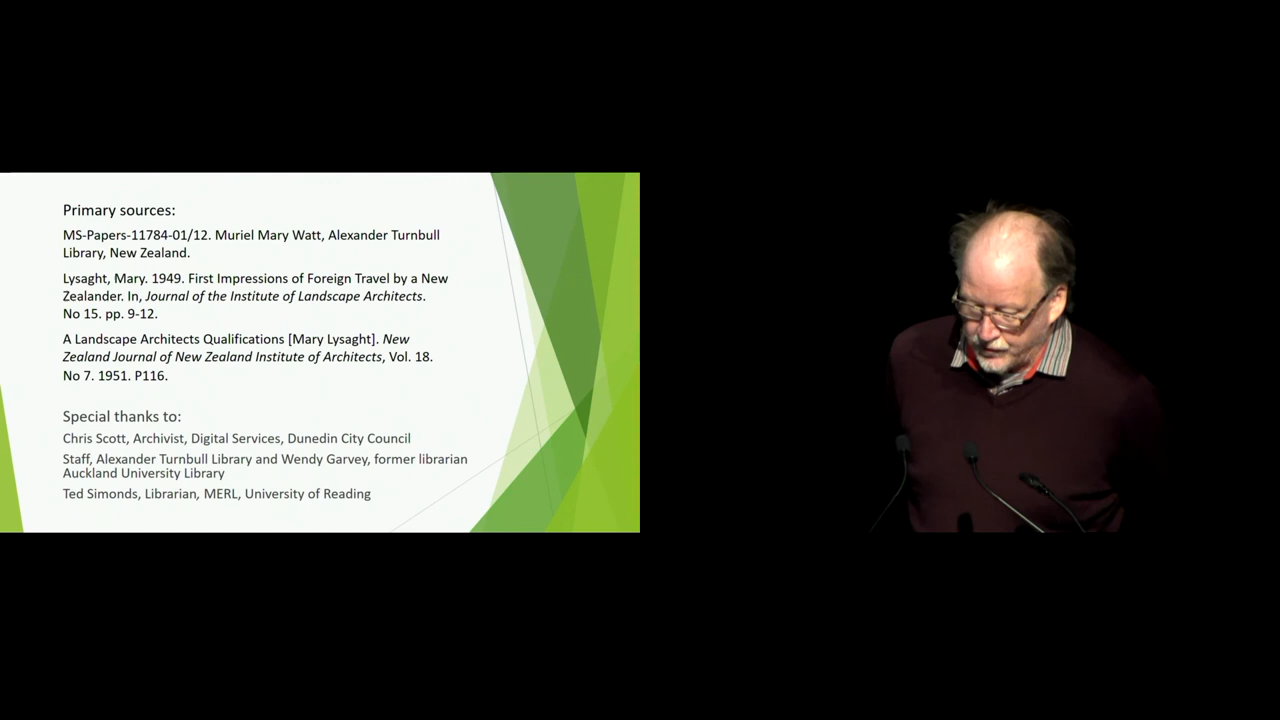 Primary sources:
MS-Papers-11784-01/12. Muriel Mary Watt, Alexander Turnbull
Library, New Zealand.
Lysaght, Mary. 1949. First Impressions of Foreign Travel by a New
Zealander. In, Journal of the Institute of Landscape Architects.
No 15. pp. 9-12.
A Landscape Architects Qualifications [Mary Lysaght]. New
Zealand Journal of New Zealand Institute of Architects, Vol. 18.
No 7. 1951. P116.
Special thanks to:
Chris Scott, Archivist, Digital Services, Dunedin City Council
Staff, Alexander Turnbull Library and Wendy Garvey, former librarian
Auckland University Library
Ted Simonds, Librarian, MERL, University of Reading